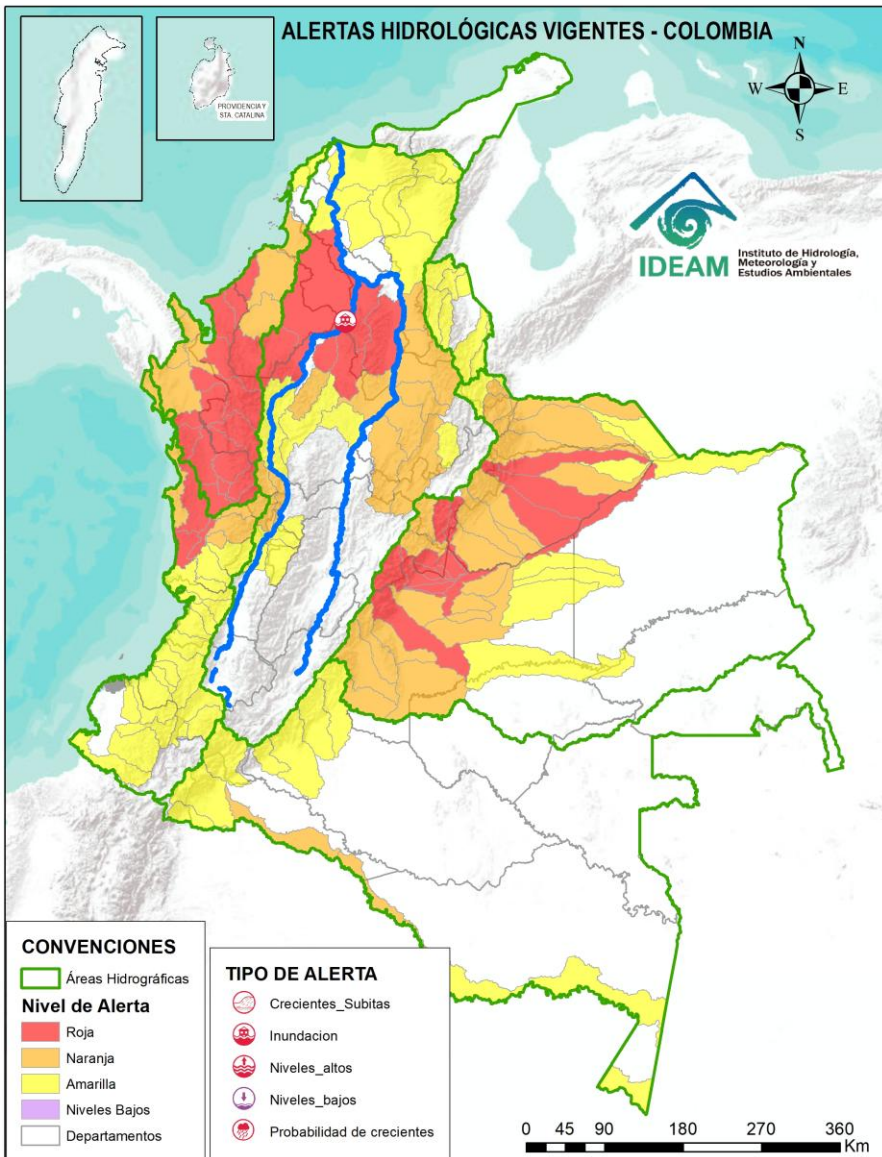 ALERTAS HIDROLÓGICAS VIGENTES - COLOMBIA
N
W E
S
PROVIDENCIA Y
STA. CATALINA
IDEAM
Instituto de Hidrología,
Meteorología y
Estudios Ambientales
CONVENCIONES
Áreas Hidrográficas
Nivel de Alerta
Roja
Naranja
Amarilla
Niveles Bajos
Departamentos
TIPO DE ALERTA
Crecientes_Subitas
Inundacion
Niveles_altos
Niveles_bajos
Probabilidad de crecientes
0 45 90 180 270 360
Km